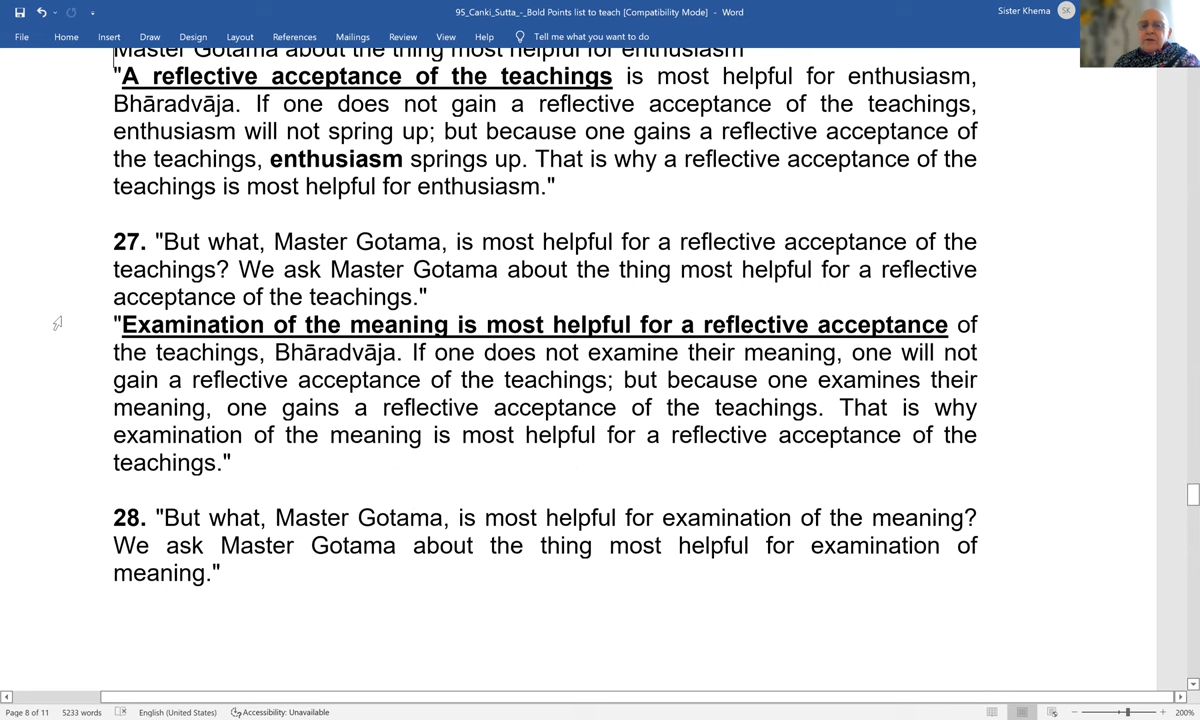 95_Canki_Sutta_-_Bold Points list to teach [Compatibility Mode] - Word
Sister Khema
SK
File Home Insert Draw Design Layout References Mailings Review View Help Tell me what you want to do
Master Gotama about the thing most helpful for enthusiasm
"A reflective acceptance of the teachings is most helpful for enthusiasm,
Bhāradvāja. If one does not gain a reflective acceptance of the teachings,
enthusiasm will not spring up; but because one gains a reflective acceptance of
the teachings, enthusiasm springs up. That is why a reflective acceptance of the
teachings is most helpful for enthusiasm."
27. "But what, Master Gotama, is most helpful for a reflective acceptance of the
teachings? We ask Master Gotama about the thing most helpful for a reflective
acceptance of the teachings."
"Examination of the meaning is most helpful for a reflective acceptance of
the teachings, Bhāradvāja. If one does not examine their meaning, one will not
gain a reflective acceptance of the teachings; but because one examines their
meaning, one gains a reflective acceptance of the teachings. That is why
examination of the meaning is most helpful for a reflective acceptance of the
teachings."
28. "But what, Master Gotama, is most helpful for examination of the meaning?
We ask Master Gotama about the thing most helpful for examination of
meaning."
Page 8 of 11 5233 words English (United States) Accessibility: Unavailable 200%